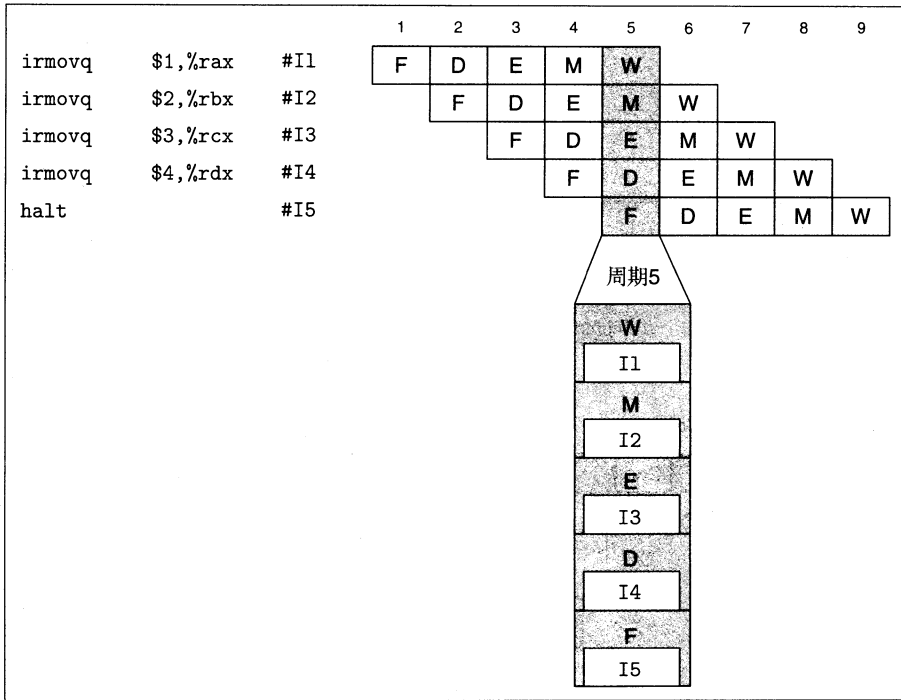 1 2 3 4 5 6 7 8 9
irmovq $1,%rax #I1 F D E M W
irmovq $2,%rbx #I2 F D E M W
irmovq $3,%rcx #I3 F D E M W
irmovq $4,%rdx #I4 F D E M W
halt #I5 F D E M W
周期5
W
I1
M
I2
E
I3
D
I4
F
I5